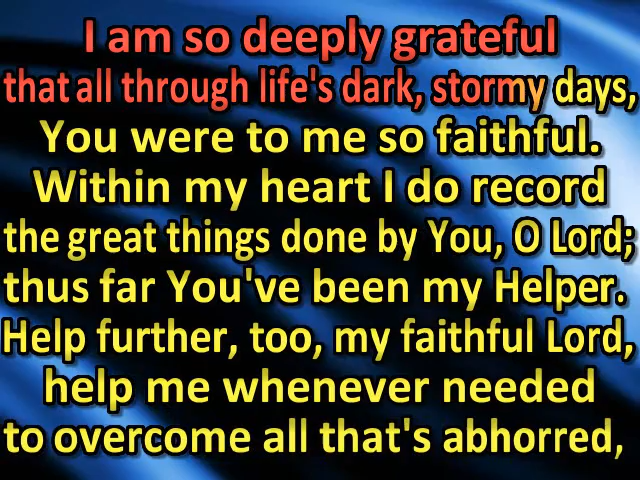 I am so deeply grateful
that all through life's dark, stormy days,
You were to me so faithful.
Within my heart I do record
the great things done by You, O Lord;
thus far You've been my Helper.
Help further, too, my faithful Lord,
help me whenever needed
to overcome all that's abhorred,